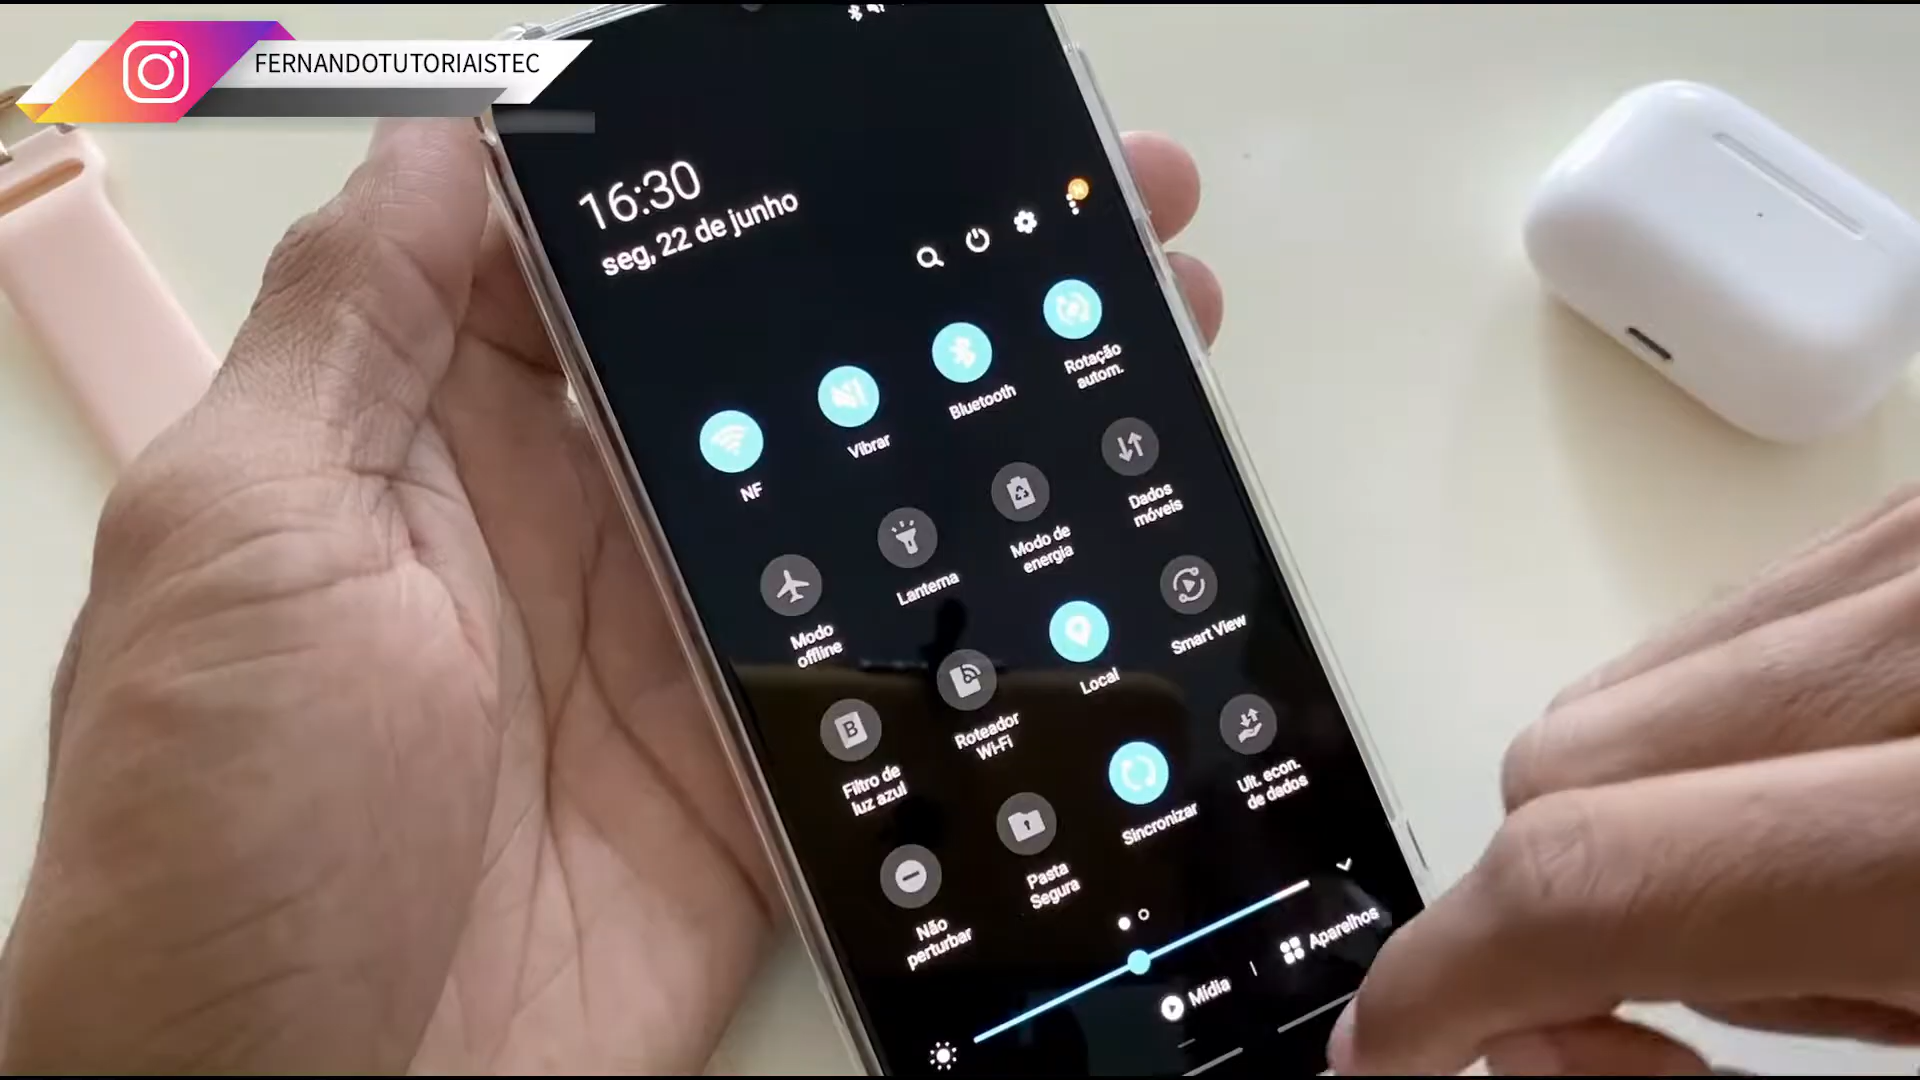 FERNANDOTUTORIAISTEC
16:30
seg, 22 de junho
N
NF
Vibrar
Bluetooth
Rotação
autom.
Modo
offline
Lanterna
Modo de
energia
Dados
móveis
B
Filtro de
luz azul
Roteador
Wi-Fi
Local
Smart View
Não
perturbar
Pasta
Segura
Sincronizar
Ult. econ.
de dados
Mídia
Aparelhos